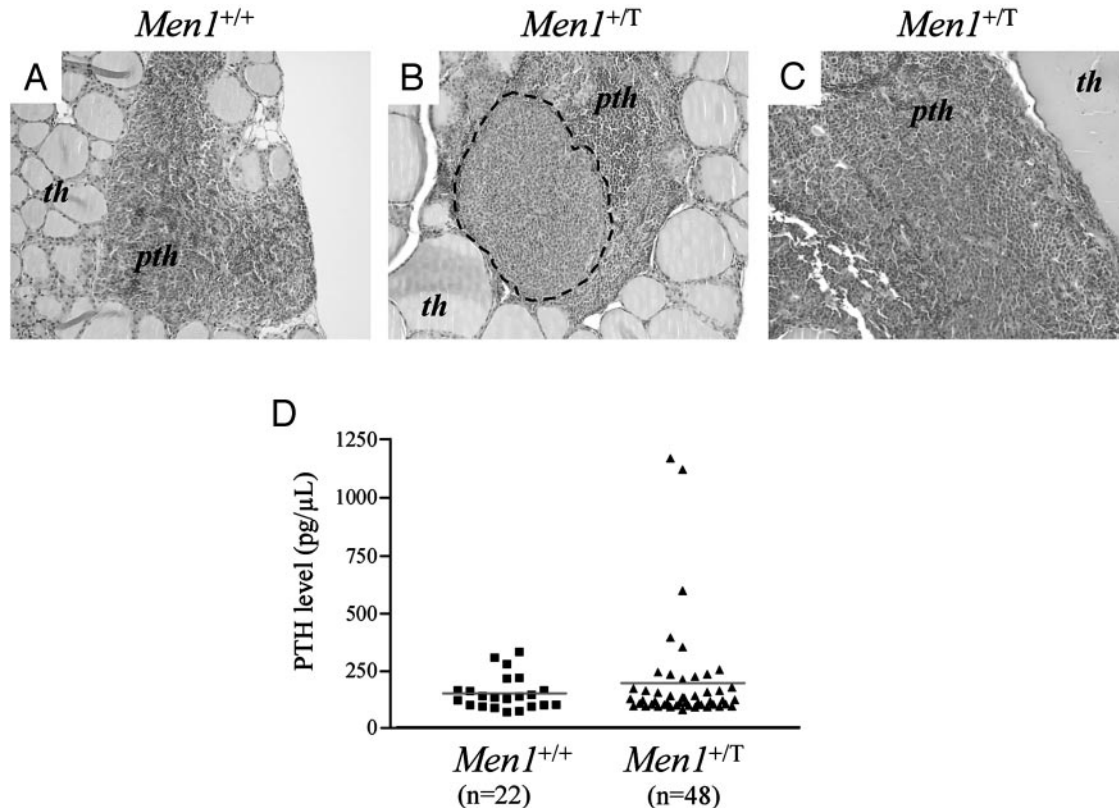 Men1+/+
Men1+/T
Men1+/T
A
th
pth
B
pth
th
C
pth
th
D
PTH level (pg/μL)
1250
1000
750
500
250
0
Men1+/+
(n=22)
Men1+/T
(n=48)